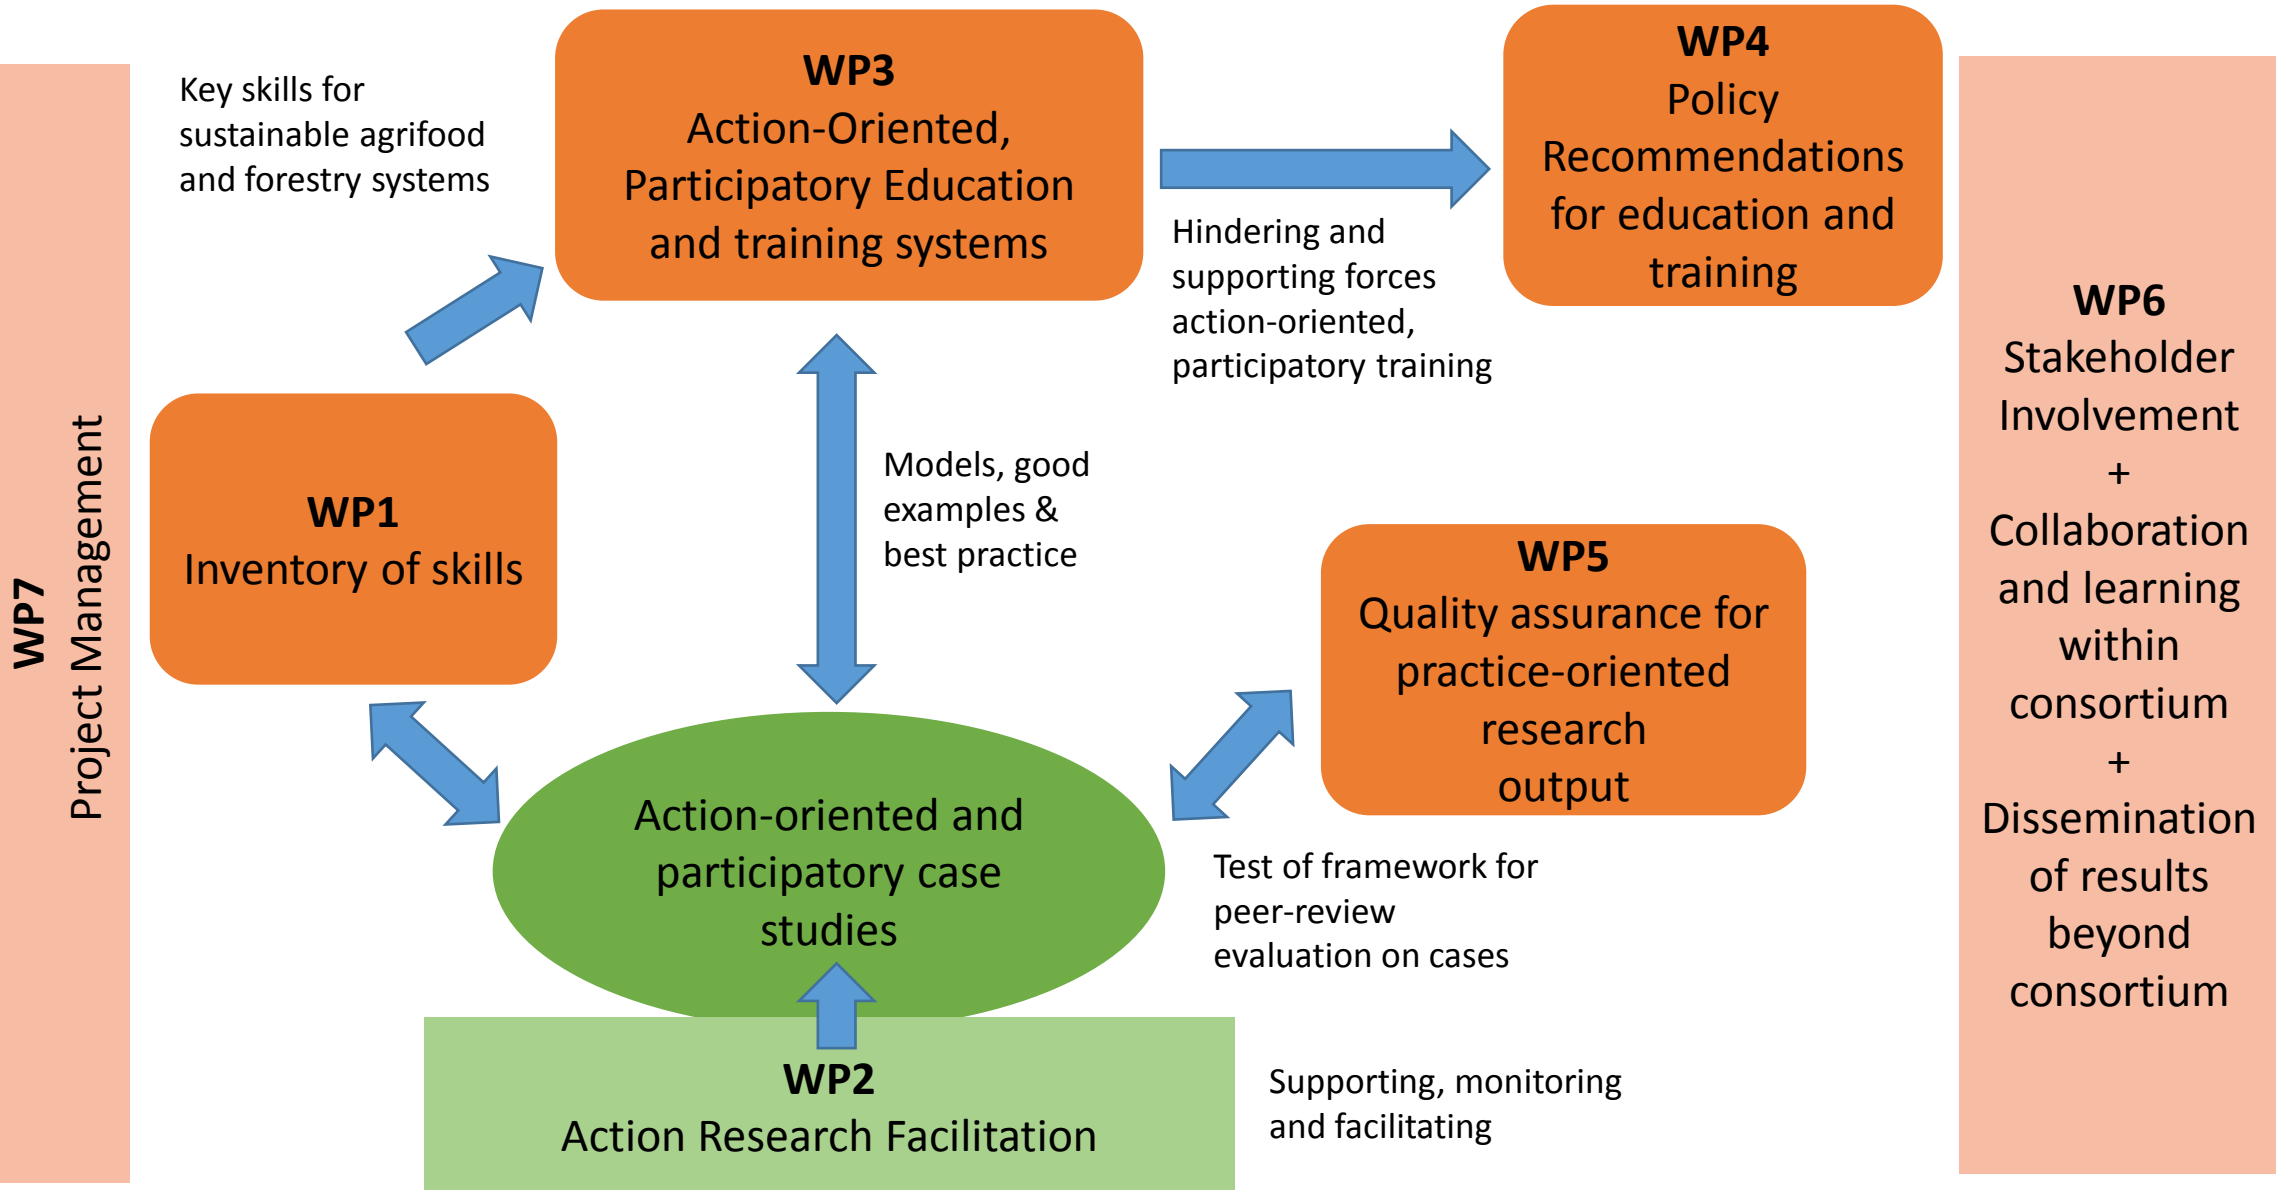 WP7
Project Management
Key skills for
sustainable agrifood
and forestry systems
WP3
Action-Oriented,
Participatory Education
and training systems
WP4
Policy
Recommendations
for education and
training
Hindering and
supporting forces
action-oriented,
participatory training
WP1
Inventory of skills
Models, good
examples &
best practice
WP5
Quality assurance for
practice-oriented
research
output
Action-oriented and
participatory case
studies
Test of framework for
peer-review
evaluation on cases
WP2
Action Research Facilitation
Supporting, monitoring
and facilitating
WP6
Stakeholder
Involvement
+
Collaboration
and learning
within
consortium
+
Dissemination
of results
beyond
consortium